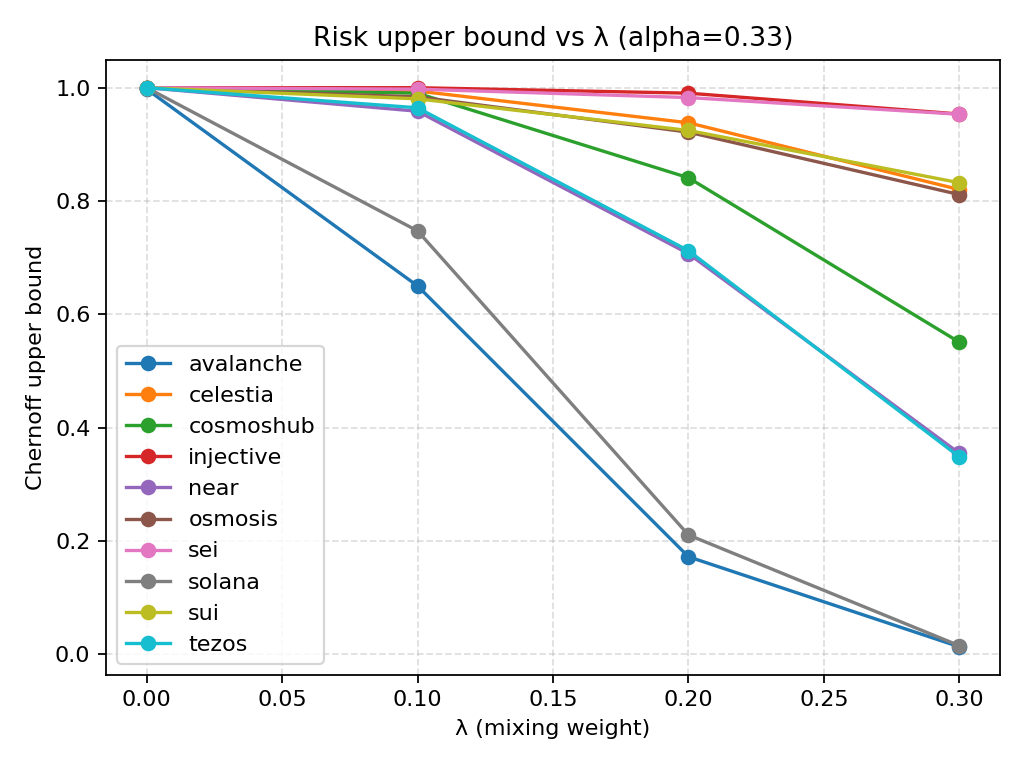 Risk upper bound vs λ (alpha=0.33)
Chernoff upper bound
1.0
0.8
0.6
0.4
0.2
0.0
avalanche
celestia
cosmoshub
injective
near
osmosis
sei
solana
sui
tezos
0.00 0.05 0.10 0.15 0.20 0.25 0.30
λ (mixing weight)